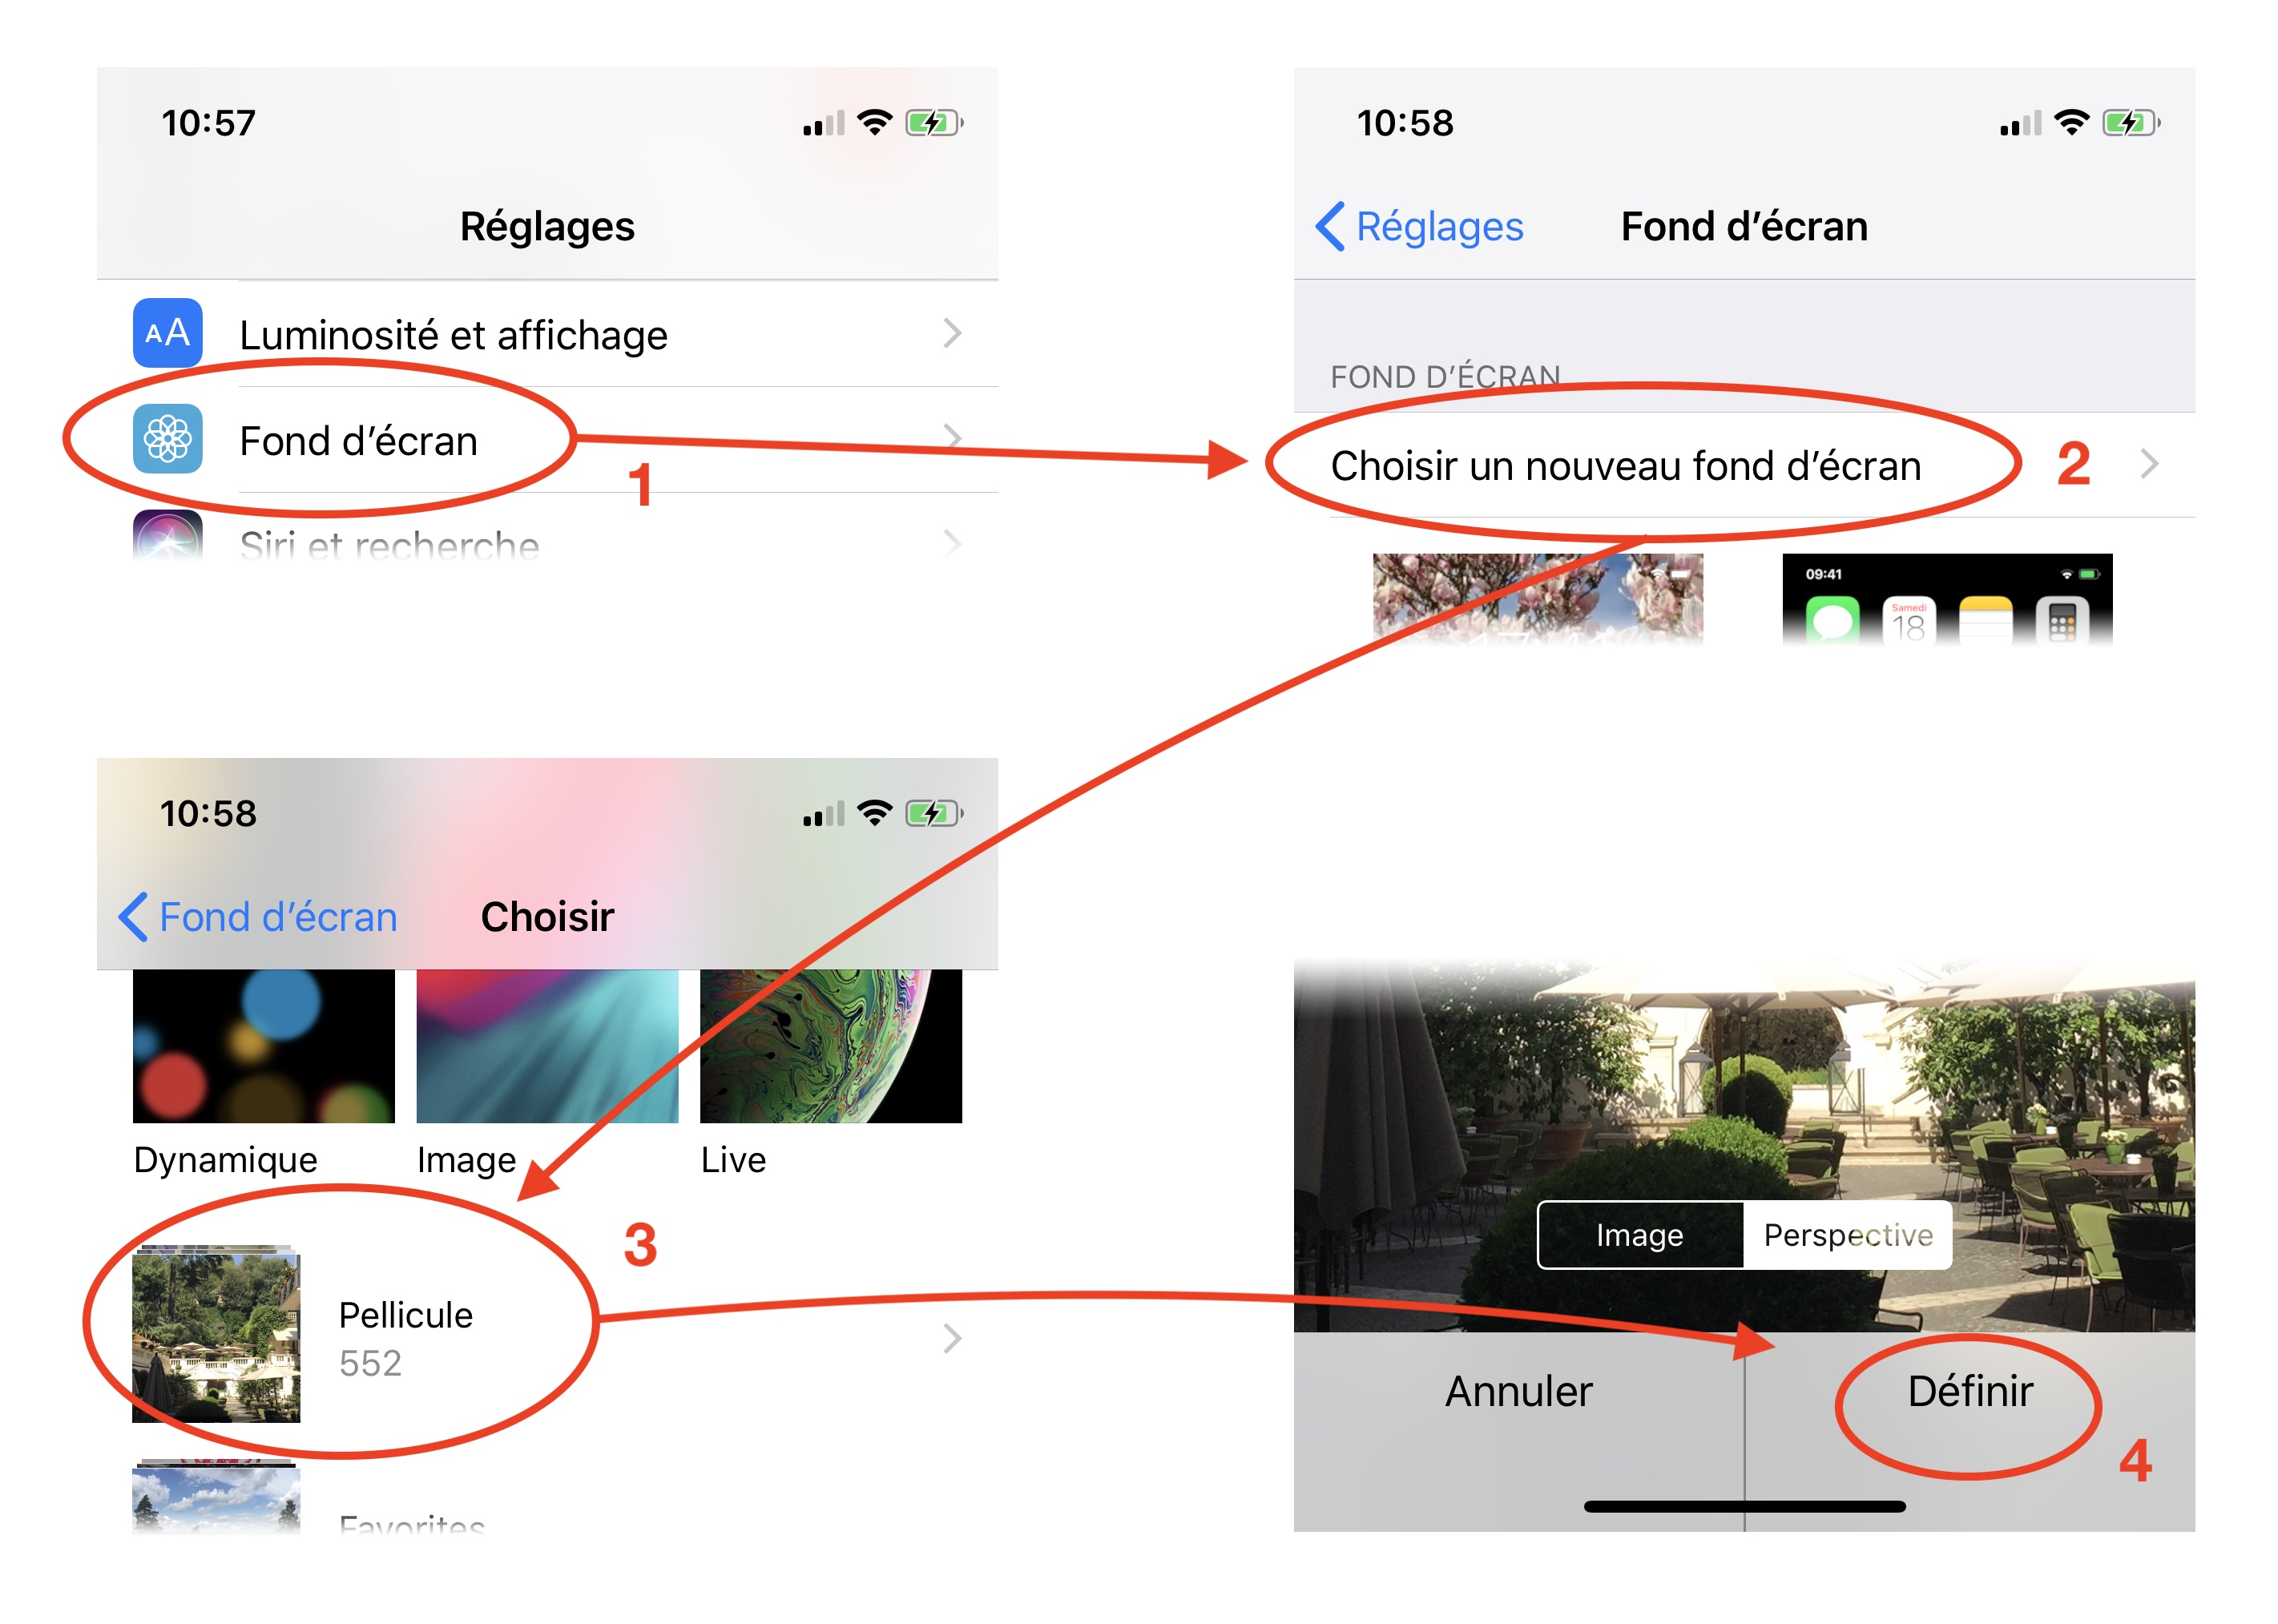 10:57
Réglages
AA
Luminosité et affichage
Fond d’écran
1
Siri et recherche
10:58
Réglages
Fond d’écran
FOND D’ÉCRAN
Choisir un nouveau fond d’écran
2
09:41
Samedi
18
10:58
Fond d’écran
Choisir
Dynamique
Image
Live
3
Pellicule
552
Favorites
Image
Perspective
Annuler
Définir
4